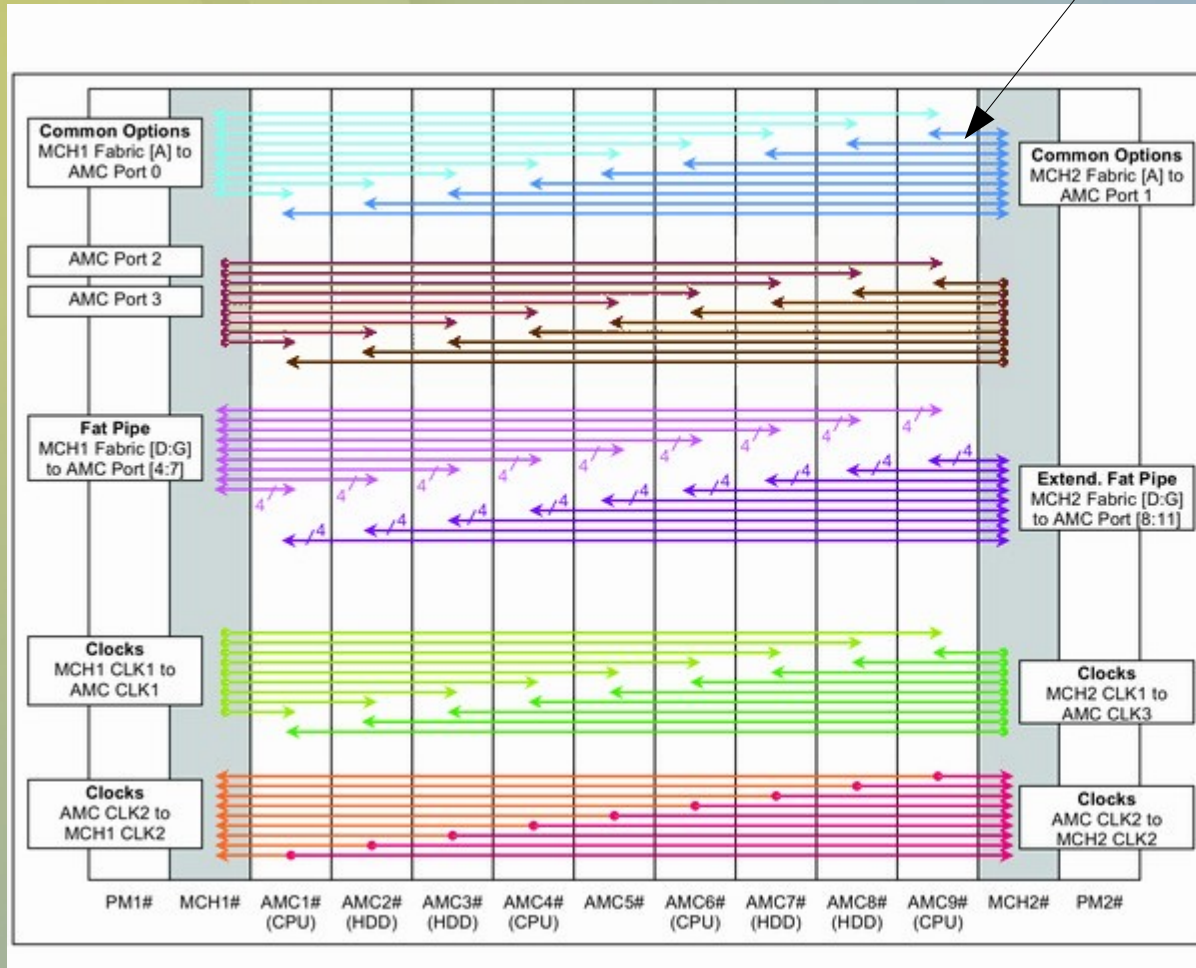 Common Options
MCH1 Fabric [A] to
AMC Port 0
Common Options
MCH2 Fabric [A] to
AMC Port 1
AMC Port 2
AMC Port 3
Fat Pipe
MCH1 Fabric [D:G]
to AMC Port [4:7]
4 4 4 4 4 4 4 4 4
Extend. Fat Pipe
MCH2 Fabric [D:G]
to AMC Port [8:11]
4 4 4 4 4 4 4 4 4
Clocks
MCH1 CLK1 to
AMC CLK1
Clocks
MCH2 CLK1 to
AMC CLK3
Clocks
AMC CLK2 to
MCH1 CLK2
Clocks
AMC CLK2 to
MCH2 CLK2
PM1# MCH1# AMC1# AMC2# AMC3# AMC4# AMC5# AMC6# AMC7# AMC8# AMC9# MCH2# PM2#
(CPU) (HDD) (HDD) (CPU) (CPU) (HDD) (HDD) (CPU)